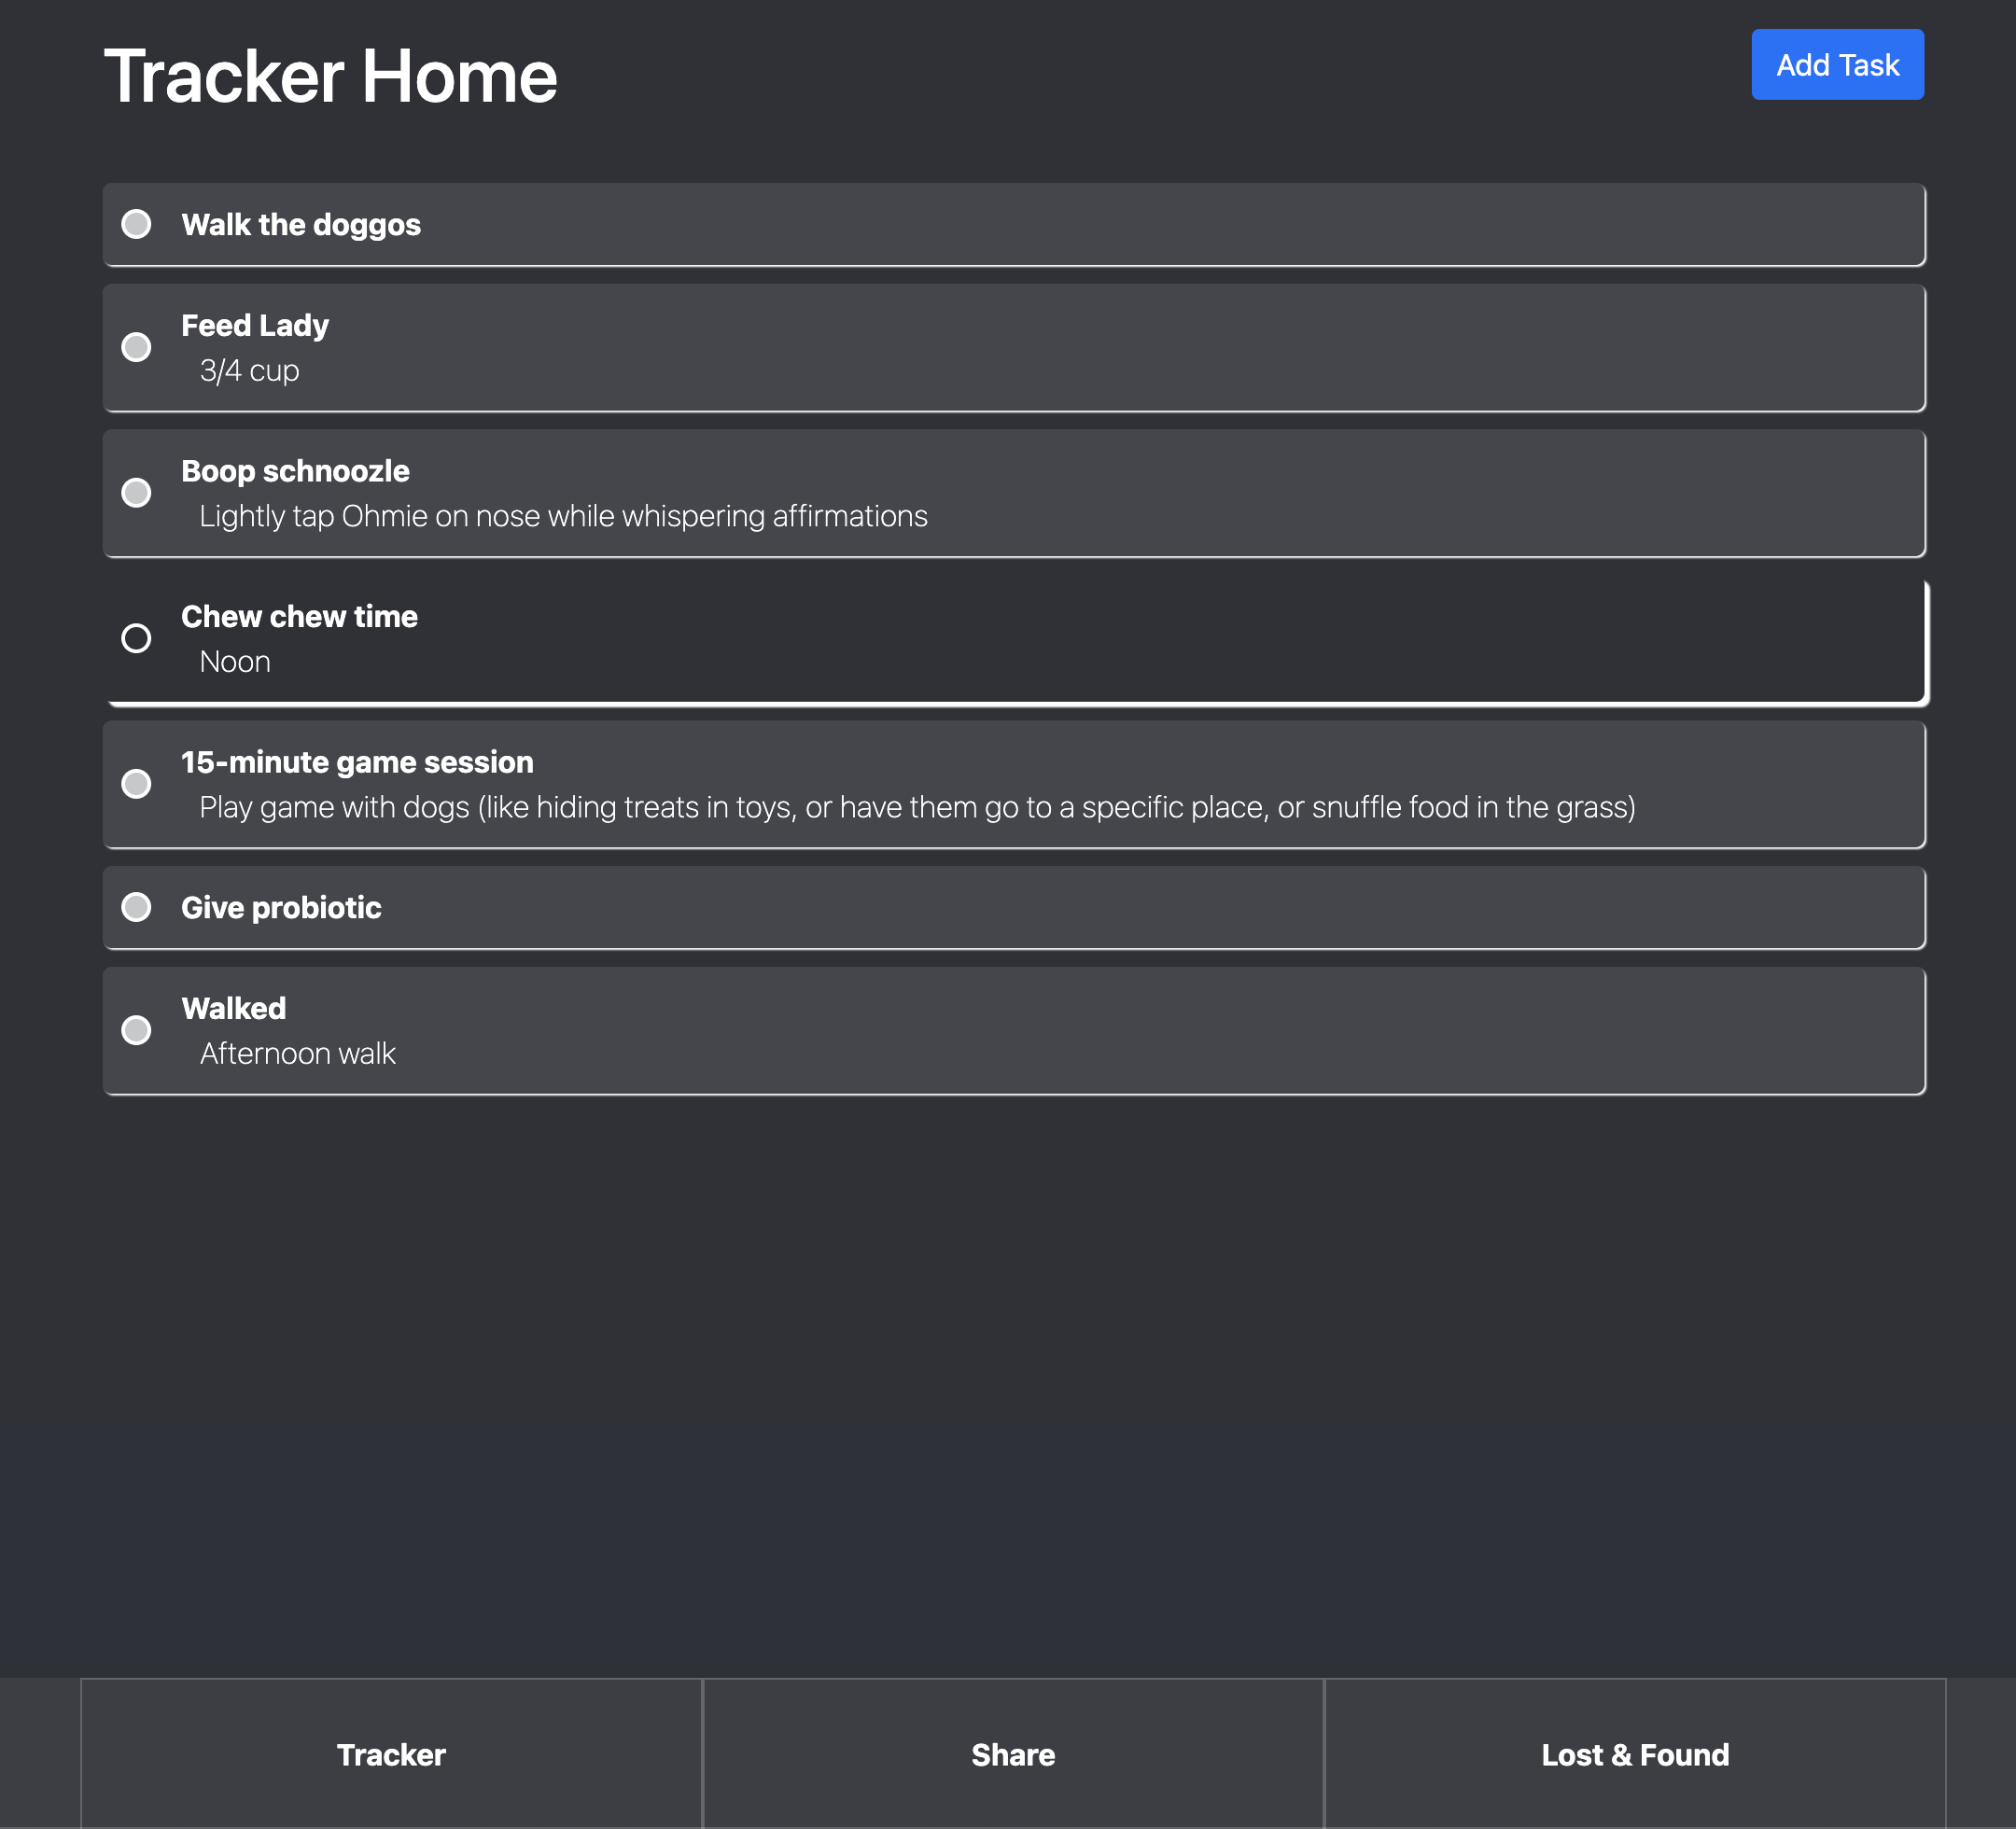 Tracker Home
Add Task
Walk the doggos
Feed Lady
3/4 cup
Boop schnoozle
Lightly tap Ohmie on nose while whispering affirmations
Chew chew time
Noon
15-minute game session
Play game with dogs (like hiding treats in toys, or have them go to a specific place, or snuffle food in the grass)
Give probiotic
Walked
Afternoon walk
Tracker
Share
Lost & Found